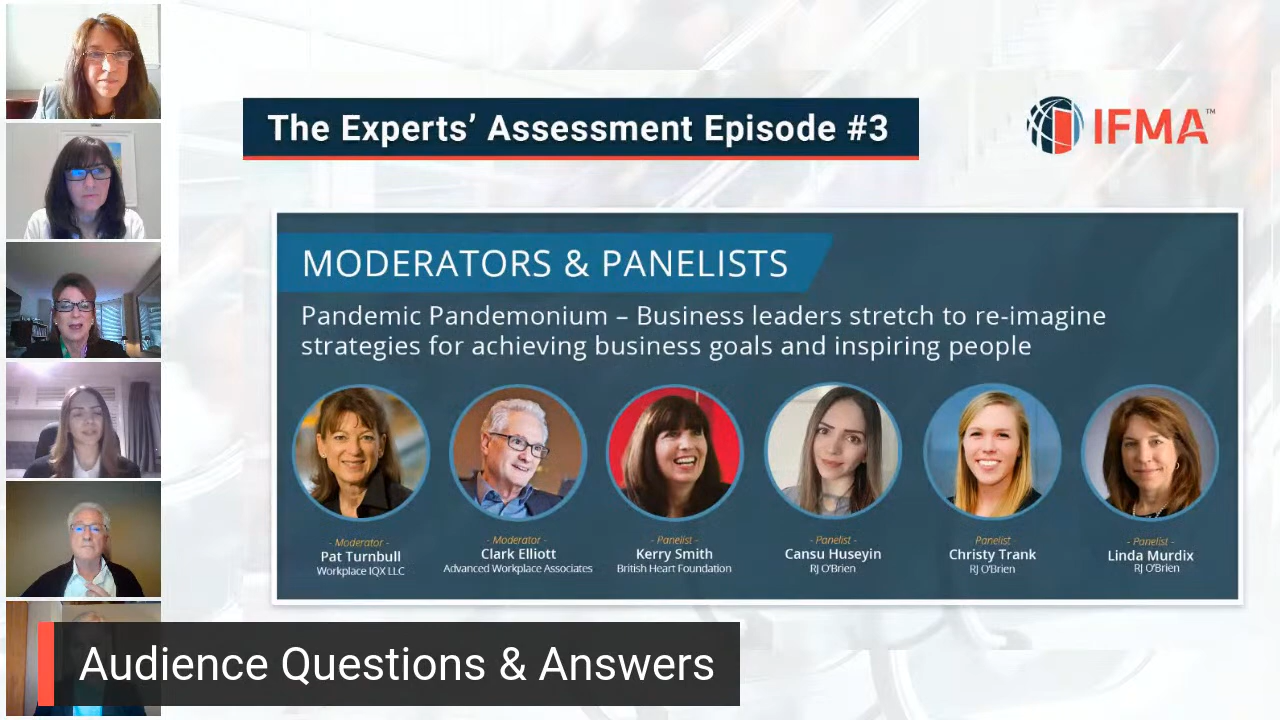 The Experts’ Assessment Episode #3
IFMA™
MODERATORS & PANELISTS
Pandemic Pandemonium – Business leaders stretch to re-imagine
strategies for achieving business goals and inspiring people
- Moderator -
Pat Turnbull
Workplace IQX LLC
- Moderator -
Clark Elliott
Advanced Workplace Associates
- Panelist -
Kerry Smith
British Heart Foundation
- Panelist -
Cansu Huseyin
RJ O'Brien
Panelist
Christy Trank
RJ O'Brien
- Panelist -
Linda Murdix
RJ O'Brien
Audience Questions & Answers